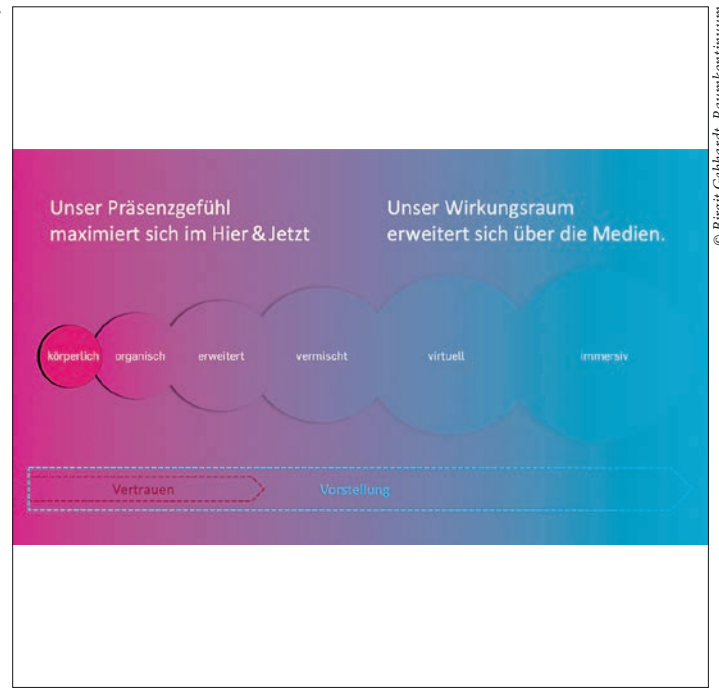 © Birgit Gebhardt, Raumkontinuum
Unser Präsenzgefühl
maximiert sich im Hier & Jetzt
Unser Wirkungsraum
erweitert sich über die Medien.
körperlich organisch erweitert vermischt virtuell immersiv
Vertrauen Vorstellung